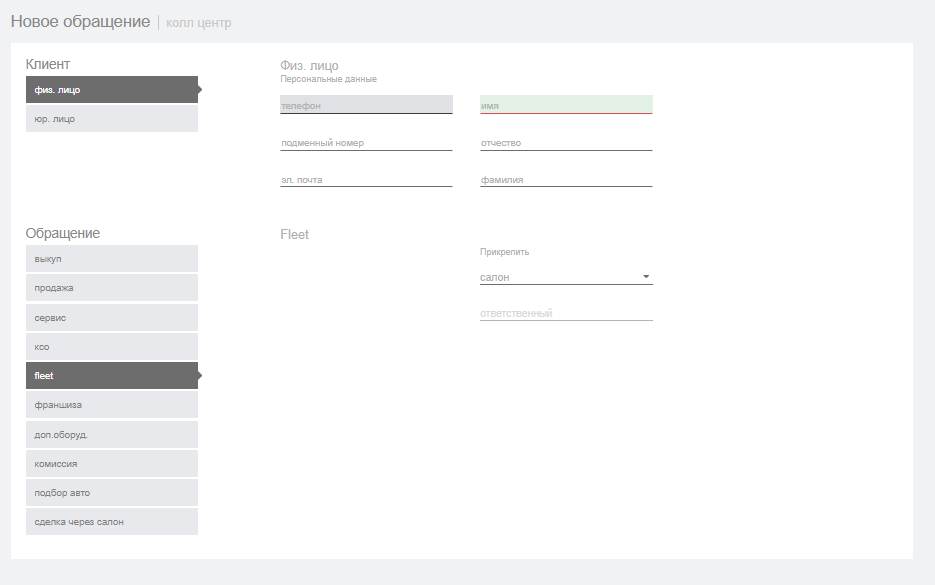 Новое обращение | колл центр
Клиент
физ. лицо
юр. лицо
Физ. лицо
Персональные данные
телефон
имя
подменный номер
отчество
эл. почта
фамилия
Обращение
выкуп
продажа
сервис
ксо
fleet
франшиза
доп.оборуд.
комиссия
подбор авто
сделка через салон
Fleet
Прикрепить
салон
ответственный